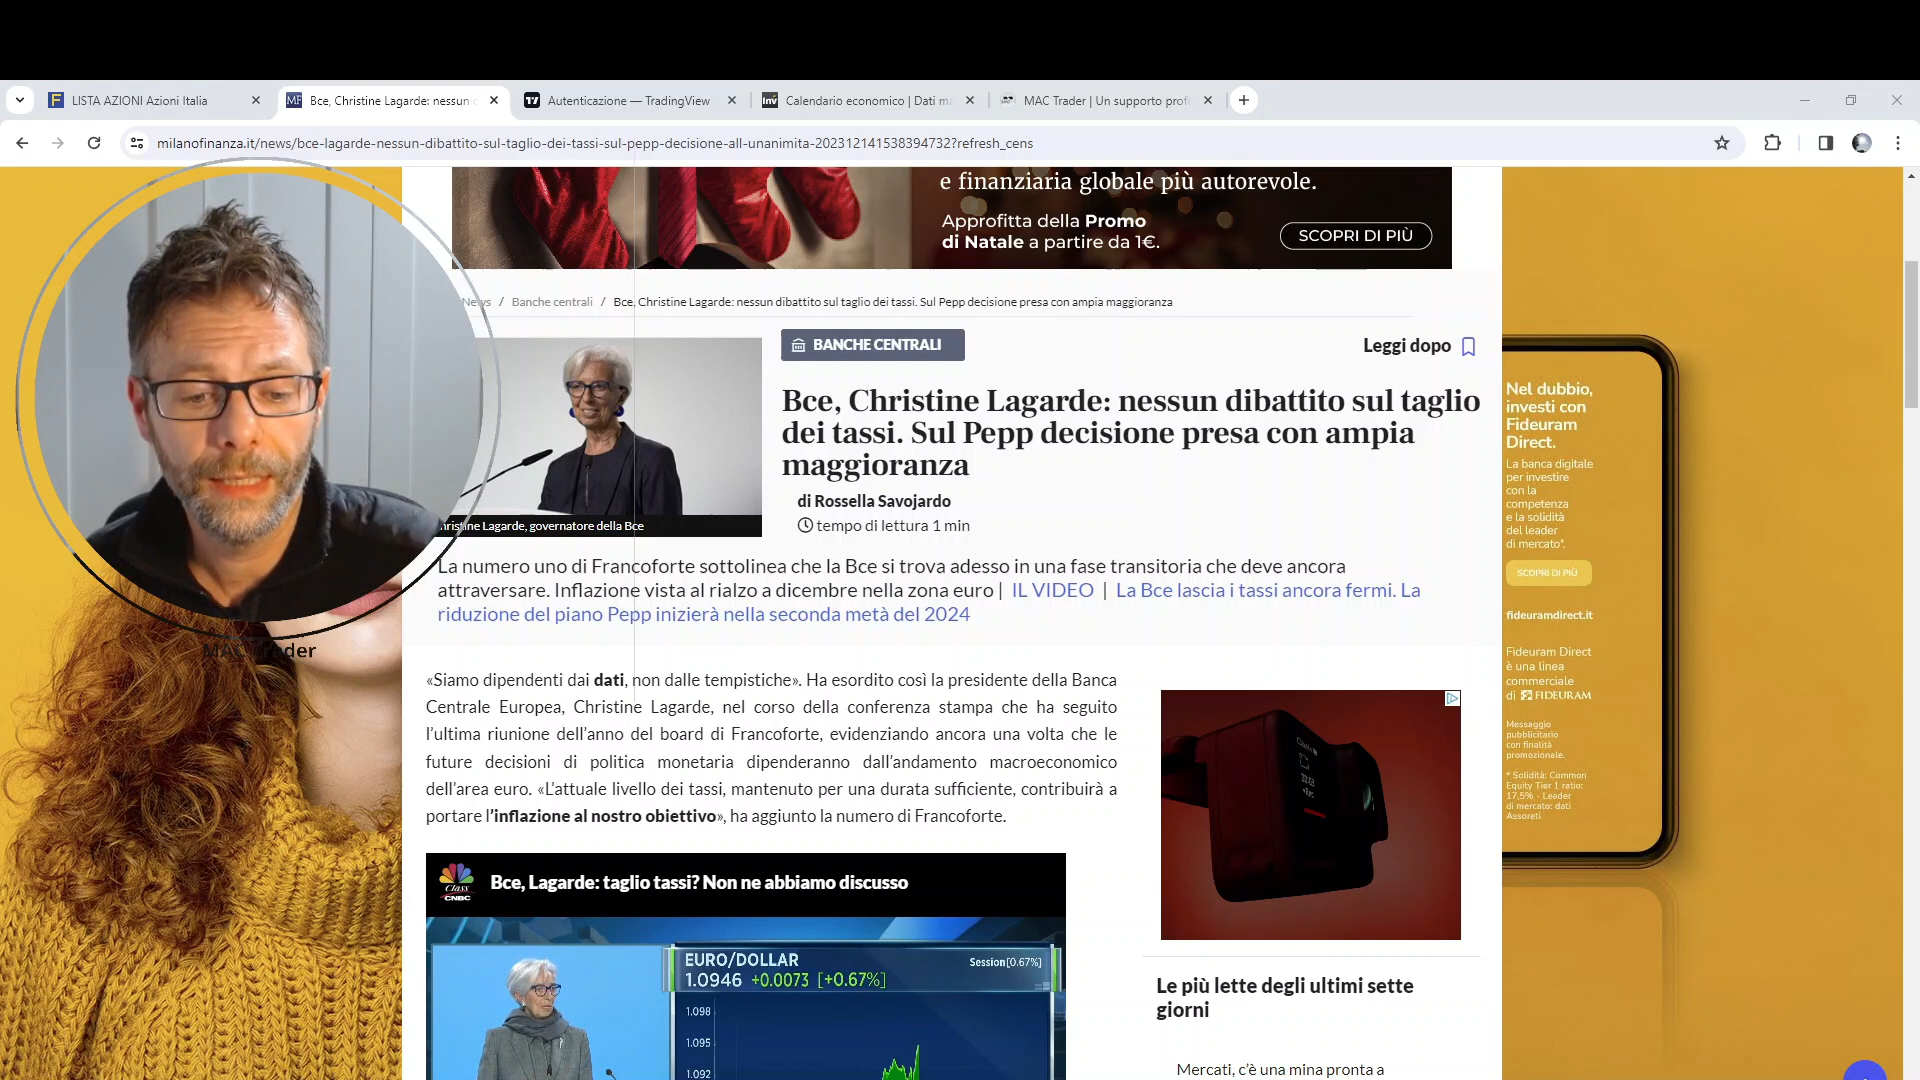 LISTA AZIONI Azioni Italia
Bce, Christine Lagarde: nessun
Autenticazione — TradingView
Calendario economico | Dati
MAC Trader | Un supporto
milanofinanza.it/news/bce-lagarde-nessun-dibattito-sul-taglio-dei-tassi-sul-pepp-decisione-all-unanimita-202312141538394732?refresh_cens
e finanziaria globale più autorevole.
Approfitta della Promo
di Natale a partire da 1€.
SCOPRI DI PIÙ
News / Banche centrali / Bce, Christine Lagarde: nessun dibattito sul taglio dei tassi. Sul Pepp decisione presa con ampia maggioranza
BANCHE CENTRALI
Leggi dopo
Bce, Christine Lagarde: nessun dibattito sul taglio
dei tassi. Sul Pepp decisione presa con ampia
maggioranza
di Rossella Savojardo
tempo di lettura 1 min
Lagarde, governatore della Bce
La numero uno di Francoforte sottolinea che la Bce si trova adesso in una fase transitoria che deve ancora
attraversare. Inflazione vista al rialzo a dicembre nella zona euro | IL VIDEO | La Bce lascia i tassi ancora fermi. La
riduzione del piano Pepp inizierà nella seconda metà del 2024
MAC Trader
«Siamo dipendenti dai dati, non dalle tempistiche». Ha esordito così la presidente della Banca
Centrale Europea, Christine Lagarde, nel corso della conferenza stampa che ha seguito
l'ultima riunione dell'anno del board di Francoforte, evidenziando ancora una volta che le
future decisioni di politica monetaria dipenderanno dall'andamento macroeconomico
dell'area euro. «L'attuale livello dei tassi, mantenuto per una durata sufficiente, contribuirà a
portare l'inflazione al nostro obiettivo», ha aggiunto la numero di Francoforte.
Class
CNBC
Bce, Lagarde: taglio tassi? Non ne abbiamo discusso
EURO/DOLLAR
Session[0.67%]
1.0946 +0.0073 [+0.67%]
1.098
1.095
1.092
Le più lette degli ultimi sette
giorni
Mercati, c'è una mina pronta a
Nel dubbio,
investi con
Fideuram
Direct.
La banca digitale
per investire
con la
competenza
e la solidità
del leader
di mercato*.
SCOPRI DI PIÙ
fideuramdirect.it
Fideuram Direct
è una linea
commerciale
di FIDEURAM
Messaggio
pubblicitario
con finalità
promozionale.
* Solidità: Common
Equity Tier 1 ratio:
17,5% - Leader
di mercato: dati
Assoreti